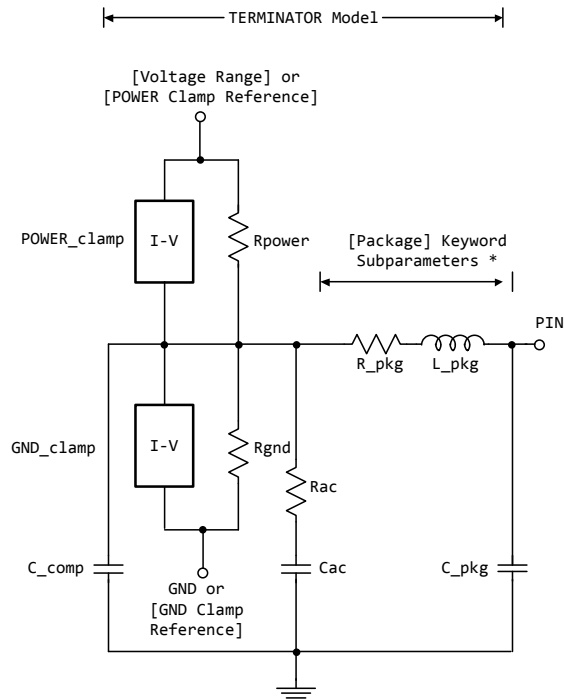 TERMINATOR Model
[Voltage Range] or
[POWER Clamp Reference]
POWER_clamp
I-V
Rpower
[Package] Keyword
Subparameters *
PIN
R_pkg
L_pkg
GND_clamp
I-V
Rgnd
Rac
C_comp
Cac
C_pkg
GND or
[GND Clamp
Reference]